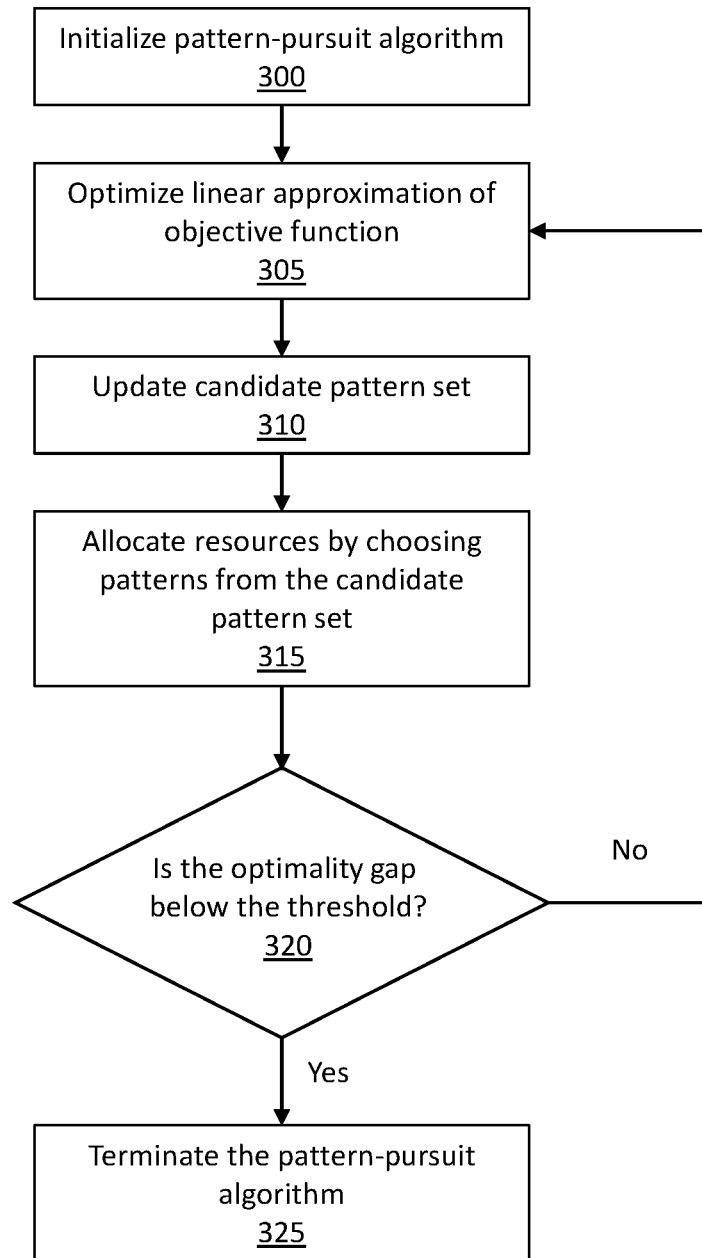 Initialize pattern-pursuit algorithm
300
Optimize linear approximation of
objective function
305
Update candidate pattern set
310
Allocate resources by choosing
patterns from the candidate
pattern set
315
Is the optimality gap
below the threshold?
320
No
Yes
Terminate the pattern-pursuit
algorithm
325